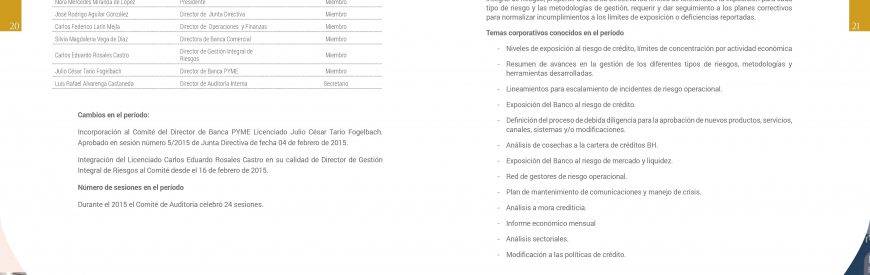 20
Nora Mercedes Miranda de López Presidente Miembro
José Rodrigo Aguilar González Director de Junta Directiva Miembro
Carlos Federico Larín Mejía Director de Operaciones y Finanzas Miembro
Silvia Magdalena Vega de Díaz Directora de Banca Comercial Miembro
Carlos Eduardo Rosales Castro Director de Gestión Integral de Riesgos Miembro
Julio César Tario Fogelbach Director de Banca PYME Miembro
Luis Rafael Alvarenga Castaneda Director de Auditoría Interna Secretario
Cambios en el período:
Incorporación al Comité del Director de Banca PYME Licenciado Julio César Tario Fogelbach.
Aprobado en sesión número 5/2015 de Junta Directiva de fecha 04 de febrero de 2015.
Integración del Licenciado Carlos Eduardo Rosales Castro en su calidad de Director de Gestión
Integral de Riesgos al Comité desde el 16 de febrero de 2015.
Número de sesiones en el período
Durante el 2015 el Comité de Auditoría celebró 24 sesiones.
21
tipo de riesgo y las metodologías de gestión, requerir y dar seguimiento a los planes correctivos
para normalizar incumplimientos a los límites de exposición o deficiencias reportadas.
Temas corporativos conocidos en el período
- Niveles de exposición al riesgo de crédito, límites de concentración por actividad económica
- Resumen de avances en la gestión de los diferentes tipos de riesgos, metodologías y
herramientas desarrolladas.
- Lineamientos para escalamiento de incidentes de riesgo operacional.
- Exposición del Banco al riesgo de crédito.
- Definición del proceso de debida diligencia para la aprobación de nuevos productos, servicios,
canales, sistemas y/o modificaciones.
- Análisis de cosechas a la cartera de créditos BH.
- Exposición del Banco al riesgo de mercado y liquidez.
- Red de gestores de riesgo operacional.
- Plan de mantenimiento de comunicaciones y manejo de crisis.
- Análisis a mora crediticia.
- Informe económico mensual
- Análisis sectoriales.
- Modificación a las políticas de crédito.